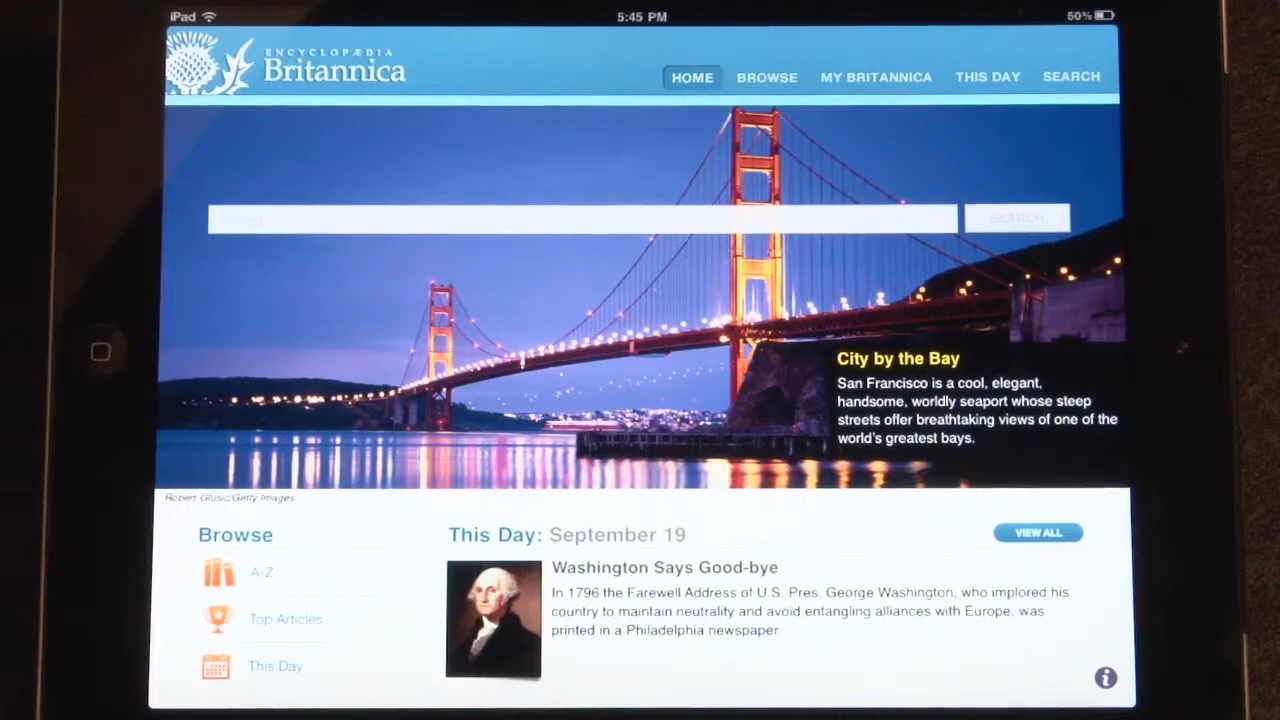 iPad
5:45 PM
50%
ENCYCLOPÆDIA
Britannica
HOME
BROWSE
MY BRITANNICA
THIS DAY
SEARCH
SEARCH
City by the Bay
San Francisco is a cool, elegant,
handsome, worldly seaport whose steep
streets offer breathtaking views of one of the
world's greatest bays.
Robert Glusic/Getty Images
Browse
A-Z
Top Articles
This Day
This Day: September 19
VIEW ALL
Washington Says Good-bye
In 1796 the Farewell Address of U.S. Pres. George Washington, who implored his
country to maintain neutrality and avoid entangling alliances with Europe, was
printed in a Philadelphia newspaper.
i